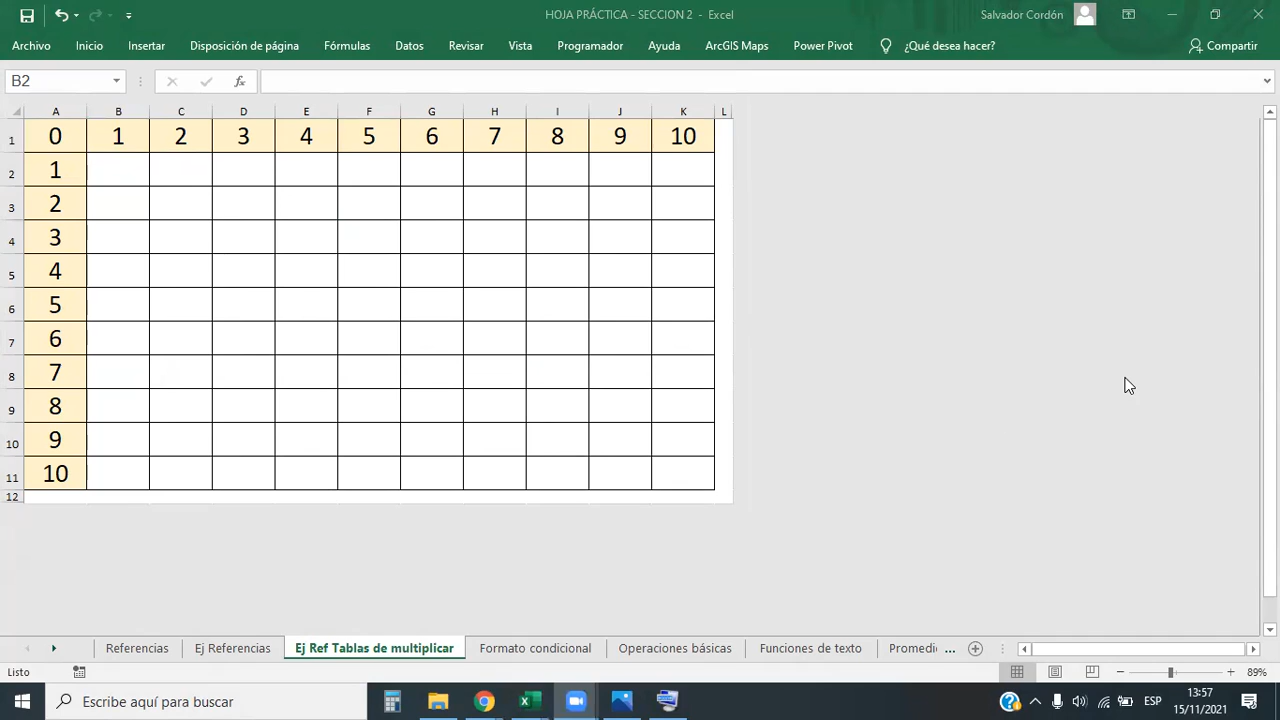 HOJA PRÁCTICA - SECCION 2 - Excel
Salvador Cordón
Archivo Inicio Insertar Disposición de página Fórmulas Datos Revisar Vista Programador Ayuda ArcGIS Maps Power Pivot ¿Qué desea hacer? Compartir
B2 fx
A B C D E F G H I J K L
1 0 1 2 3 4 5 6 7 8 9 10
2 1
3 2
4 3
5 4
6 5
7 6
8 7
9 8
10 9
11 10
12
Referencias Ej Referencias Ej Ref Tablas de multiplicar Formato condicional Operaciones básicas Funciones de texto Promedi ...
Listo 89%
Escribe aquí para buscar ESP 13:57
15/11/2021